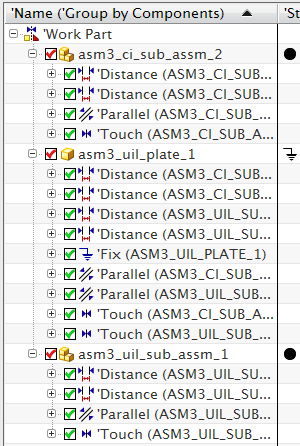 'Name ('Group by Components) 'St
'Work Part
asm3_ci_sub_assm_2
'Distance (ASM3_CI_SUB...
'Distance (ASM3_CI_SUB...
'Parallel (ASM3_CI_SUB...
'Touch (ASM3_CI_SUB_A...
asm3_uil_plate_1
'Distance (ASM3_CI_SUB...
'Distance (ASM3_CI_SUB...
'Distance (ASM3_UIL_SU...
'Distance (ASM3_UIL_SU...
'Fix (ASM3_UIL_PLATE_1)
'Parallel (ASM3_CI_SUB...
'Parallel (ASM3_UIL_SUB...
'Touch (ASM3_CI_SUB_A...
'Touch (ASM3_UIL_SUB_...
asm3_uil_sub_assm_1
'Distance (ASM3_UIL_SU...
'Distance (ASM3_UIL_SU...
'Parallel (ASM3_UIL_SUB...
'Touch (ASM3_UIL_SUB_...